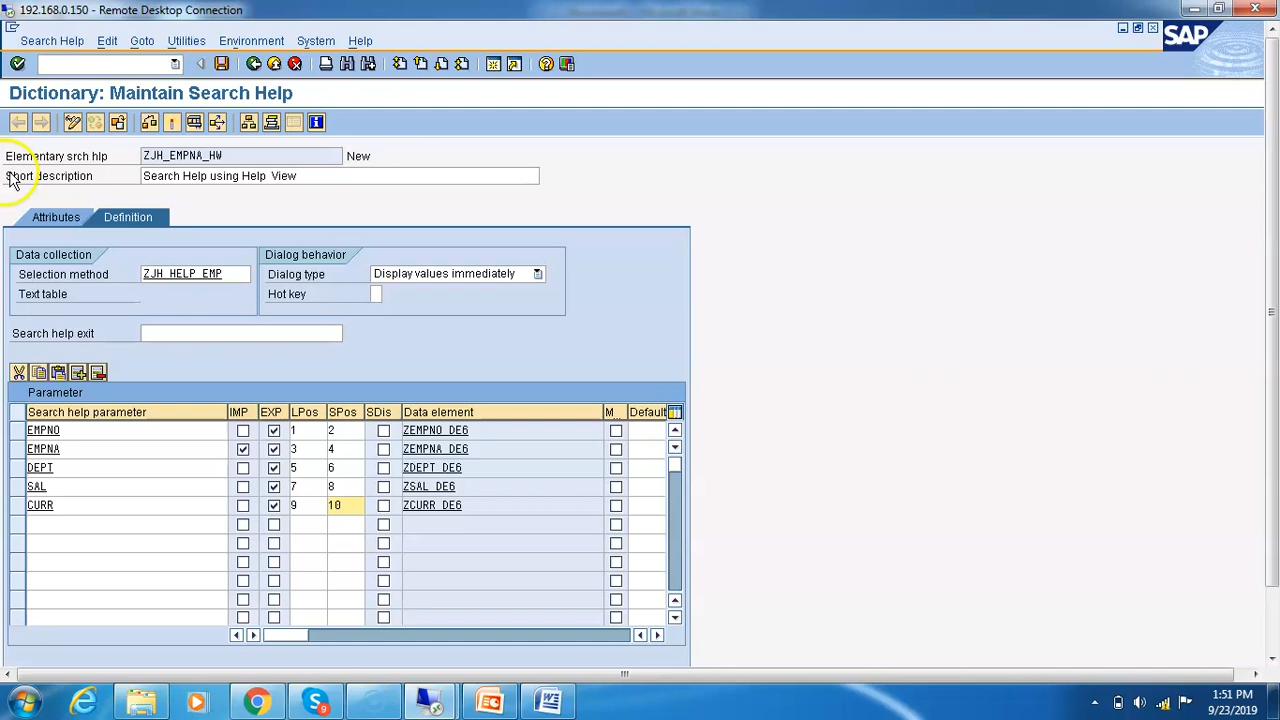 192.168.0.150 - Remote Desktop Connection
Search Help Edit Goto Utilities Environment System Help
SAP
Dictionary: Maintain Search Help
Elementary srch hlp ZJH_EMPNA_HW New
Short description Search Help using Help View
Attributes Definition
Data collection Dialog behavior
Selection method ZJH_HELP_EMP Dialog type Display values immediately
Text table Hot key
Search help exit
Parameter
Search help parameter IMP EXP LPos SPos SDis Data element M... Default
EMPNO 1 2 ZEMPNO_DE6
EMPNA 3 4 ZEMPNA_DE6
DEPT 5 6 ZDEPT_DE6
SAL 7 8 ZSAL_DE6
CURR 9 10 ZCURR_DE6
1:51 PM
9/23/2019